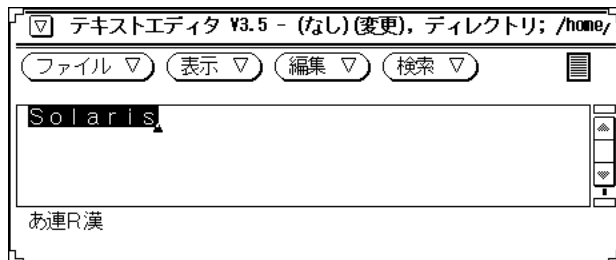 テキストエディタ V3.5 - (なし)(変更), ディレクトリ; /home/
ファイル ▽ 表示 ▽ 編集 ▽ 検索 ▽
Ｓｏｌａｒｉｓ
あ連R漢